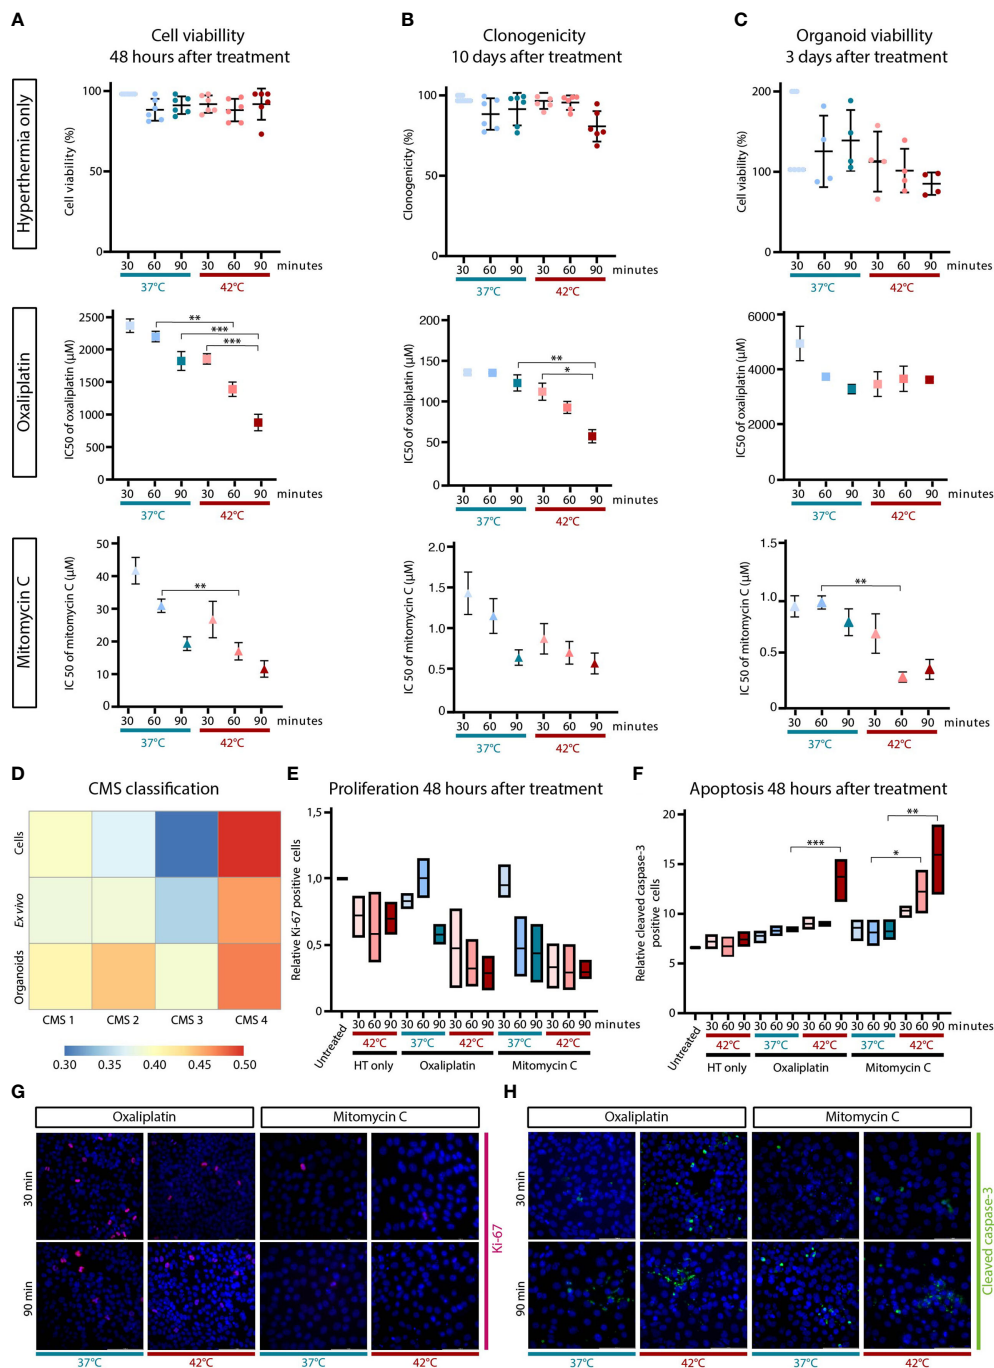 A
Cell viabillity
48 hours after treatment
B
Clonogenicity
10 days after treatment
C
Organoid viability
3 days after treatment
Hyperthermia only
Cell viability (%)
100
50
0
30 60 90 30 60 90 minutes
37°C 42°C
Clonogenicity (%)
100
50
0
30 60 90 30 60 90 minutes
37°C 42°C
Cell viability (%)
200
100
0
30 60 90 30 60 90 minutes
37°C 42°C
Oxaliplatin
IC50 of oxaliplatin (μM)
2500
2000
1500
1000
500
0
**
***
***
30 60 90 30 60 90 minutes
37°C 42°C
IC50 of oxaliplatin (μM)
200
150
100
50
0
**
*
30 60 90 30 60 90 minutes
37°C 42°C
IC50 of oxaliplatin (μM)
6000
4000
2000
0
30 60 90 30 60 90 minutes
37°C 42°C
Mitomycin C
IC 50 of mitomycin C (μM)
50
40
30
20
10
0
**
30 60 90 30 60 90 minutes
37°C 42°C
IC 50 of mitomycin C (μM)
2.0
1.5
1.0
0.5
0
30 60 90 30 60 90 minutes
37°C 42°C
IC 50 of mitomycin C (μM)
1.5
1.0
0.5
0
**
30 60 90 30 60 90 minutes
37°C 42°C
D
CMS classification
Cells
Ex vivo
Organoids
CMS 1 CMS 2 CMS 3 CMS 4
0.30 0.35 0.40 0.45 0.50
E
Proliferation 48 hours after treatment
Relative Ki-67 positive cells
1,5
1,0
0,5
0
Untreated
30 60 90 30 60 90 30 60 90 30 60 90 30 60 90 minutes
42°C 37°C 42°C 37°C 42°C
HT only Oxaliplatin Mitomycin C
F
Apoptosis 48 hours after treatment
Relative cleaved caspase-3
positive cells
20
15
10
5
0
***
*
**
Untreated
30 60 90 30 60 90 30 60 90 30 60 90 30 60 90 minutes
42°C 37°C 42°C 37°C 42°C
HT only Oxaliplatin Mitomycin C
G
Oxaliplatin Mitomycin C
30 min
90 min
Ki-67
37°C 42°C 37°C 42°C
H
Oxaliplatin Mitomycin C
30 min
90 min
Cleaved caspase-3
37°C 42°C 37°C 42°C